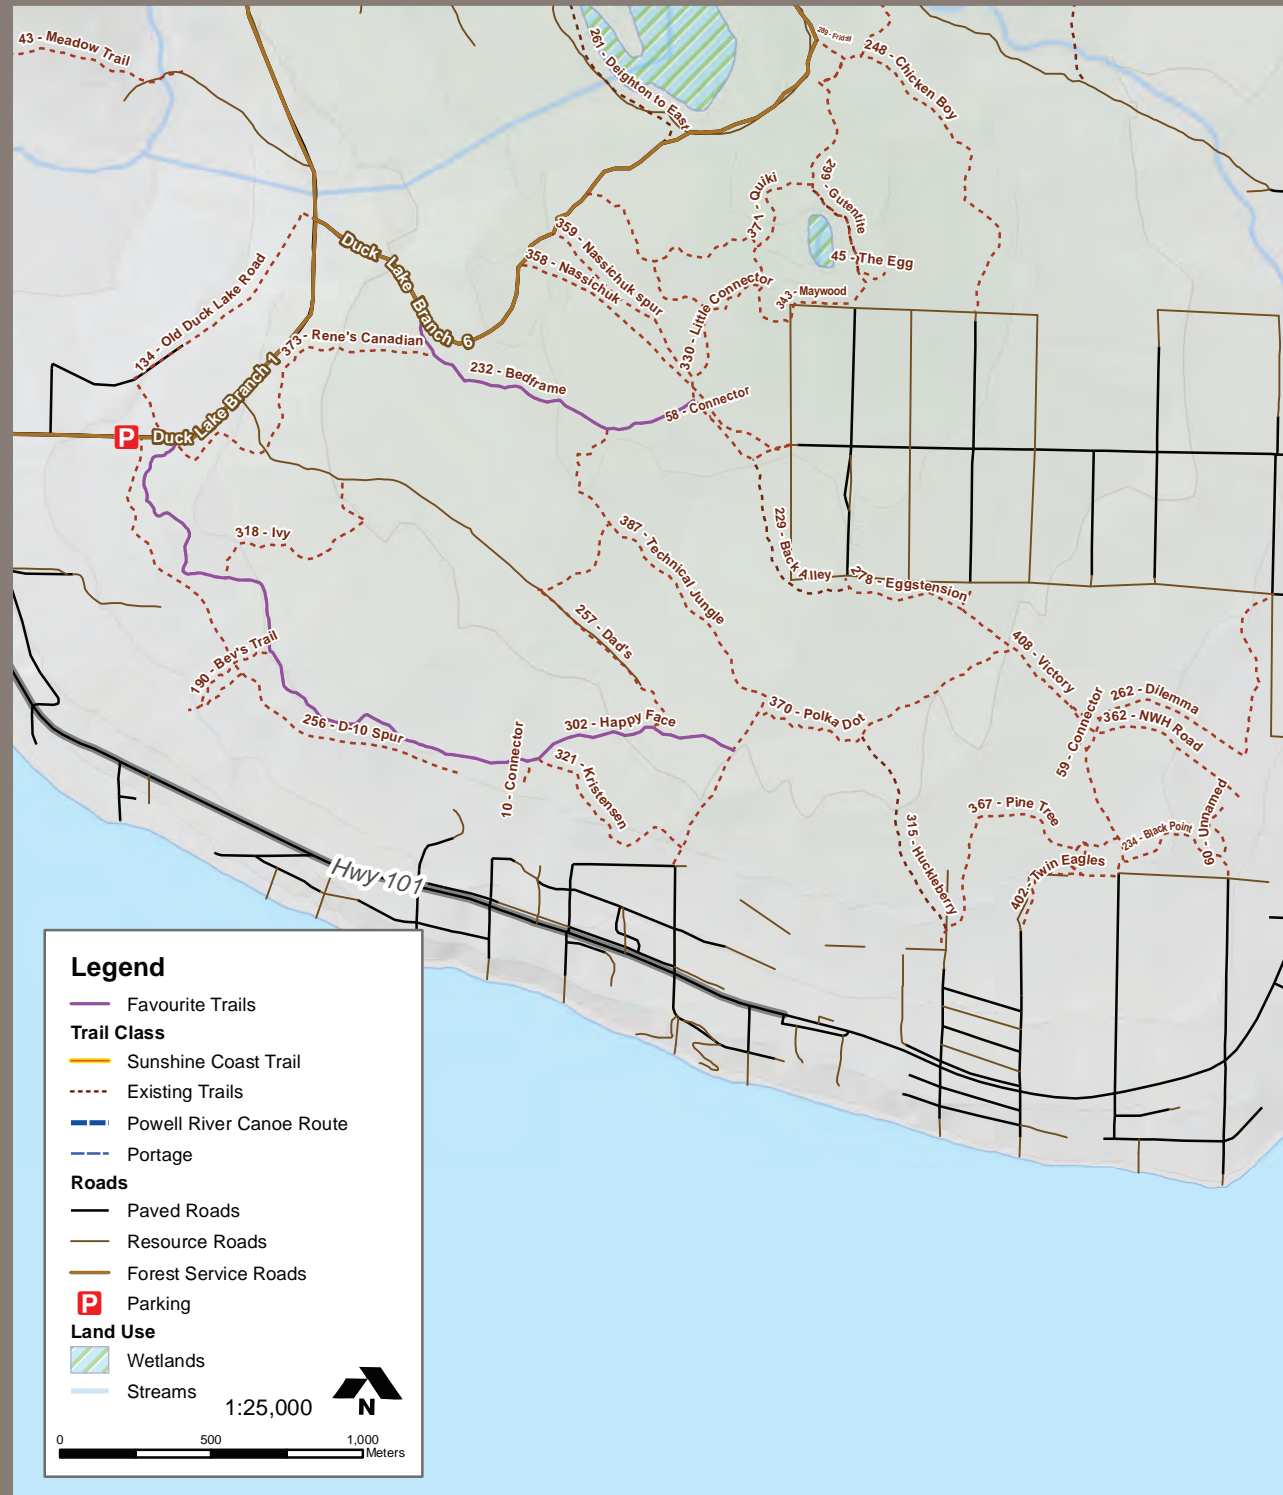 43 - Meadow Trail
261 - Deighton to East
289 - Fridtil
248 - Chicken Boy
299 - Gutentite
371 - Quiki
45 - The Egg
343 - Maywood
359 - Nassichuk spur
358 - Nassichuk
330 - Little Connector
Duck Lake Branch 6
134 - Old Duck Lake Road
373 - Rene's Canadian
232 - Bedframe
58 - Connector
P
Duck Lake Branch 1
318 - Ivy
387 - Technical Jungle
229 - Back Alley
278 - Eggstension
257 - Dad's
190 - Bev's Trail
408 - Victory
262 - Dilemma
362 - NWH Road
59 - Connector
256 - D-10 Spur
302 - Happy Face
370 - Polka Dot
10 - Connector
321 - Kristensen
315 - Huckleberry
367 - Pine Tree
234 - Black Point
60 - Unnamed
402 - Twin Eagles
Hwy 101
Legend
Favourite Trails
Trail Class
Sunshine Coast Trail
Existing Trails
Powell River Canoe Route
Portage
Roads
Paved Roads
Resource Roads
Forest Service Roads
P Parking
Land Use
Wetlands
Streams
1:25,000
N
0 500 1,000
Meters